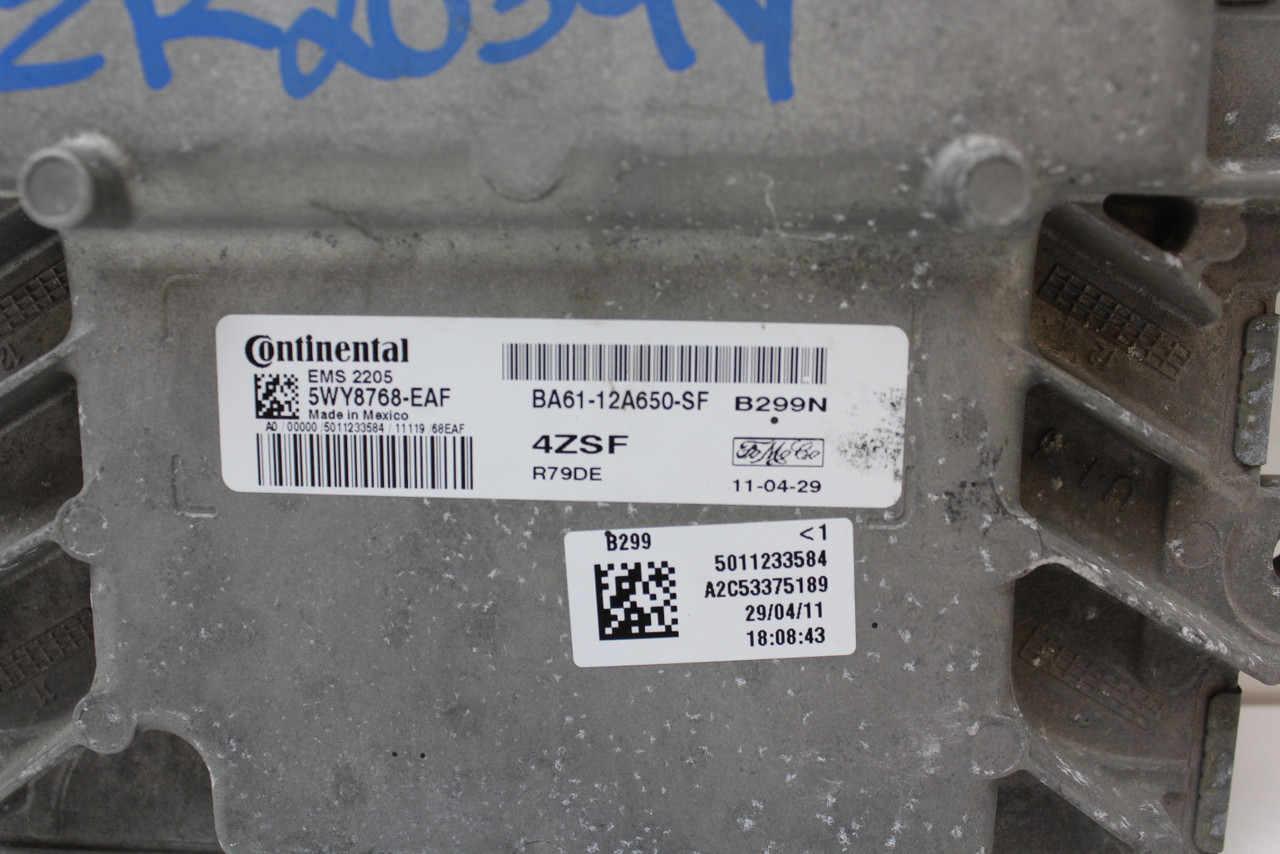 Continental
EMS 2205
5WY8768-EAF
Made in Mexico
A0 / 00000 / 5011233584 / 11119 / 68EAF
BA61-12A650-SF B299N
4ZSF
FoMoCo
R79DE
11-04-29
B299 <1
5011233584
A2C53375189
29/04/11
18:08:43